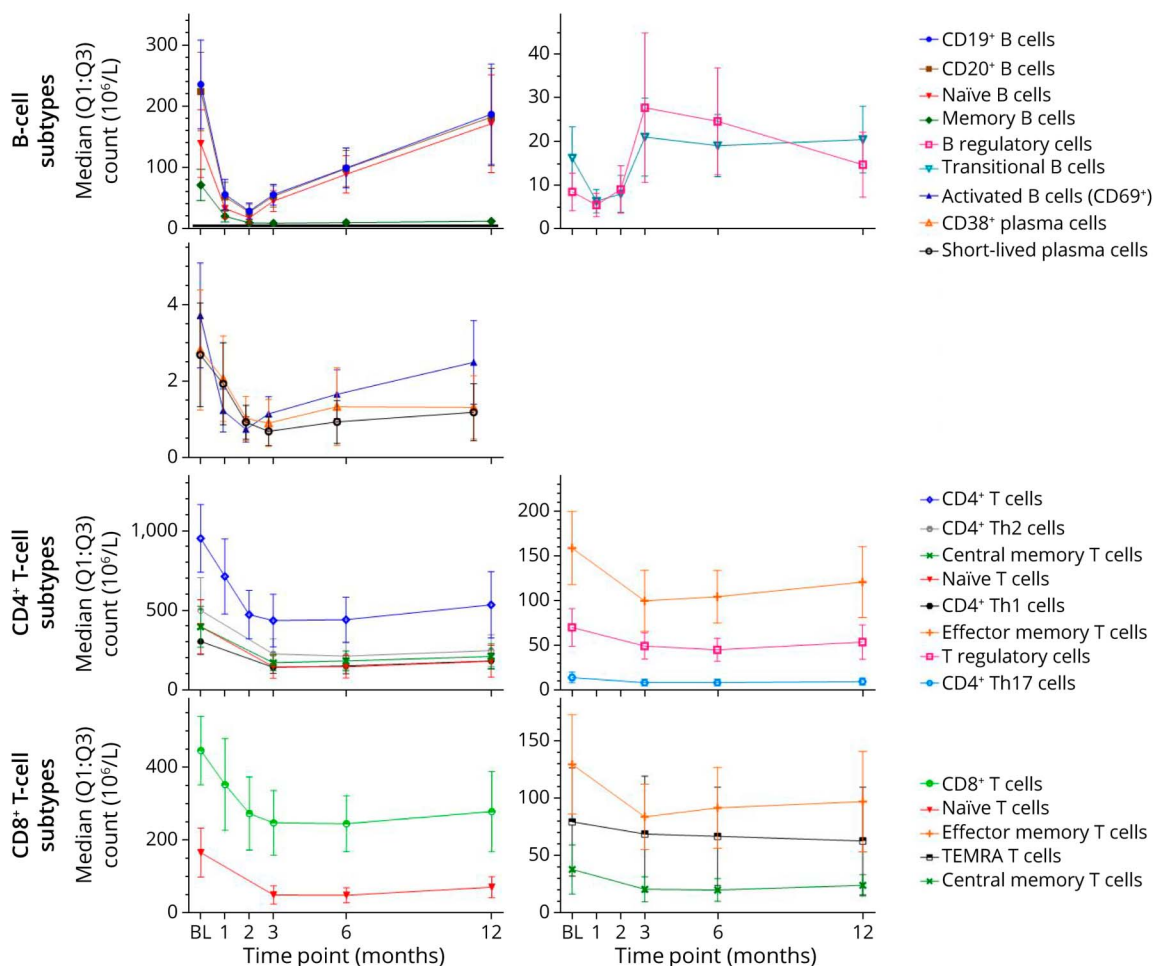 B-cell
subtypes
Median (Q1:Q3)
count (10⁶/L)
300
200
100
0
40
30
20
10
0
CD19⁺ B cells
CD20⁺ B cells
Naïve B cells
Memory B cells
B regulatory cells
Transitional B cells
Activated B cells (CD69⁺)
CD38⁺ plasma cells
Short-lived plasma cells
4
2
0
CD4⁺ T-cell
subtypes
Median (Q1:Q3)
count (10⁶/L)
1,000
500
0
200
150
100
50
0
CD4⁺ T cells
CD4⁺ Th2 cells
Central memory T cells
Naïve T cells
CD4⁺ Th1 cells
Effector memory T cells
T regulatory cells
CD4⁺ Th17 cells
CD8⁺ T-cell
subtypes
Median (Q1:Q3)
count (10⁶/L)
400
200
0
BL 1 2 3 6 12
Time point (months)
150
100
50
0
BL 1 2 3 6 12
Time point (months)
CD8⁺ T cells
Naïve T cells
Effector memory T cells
TEMRA T cells
Central memory T cells